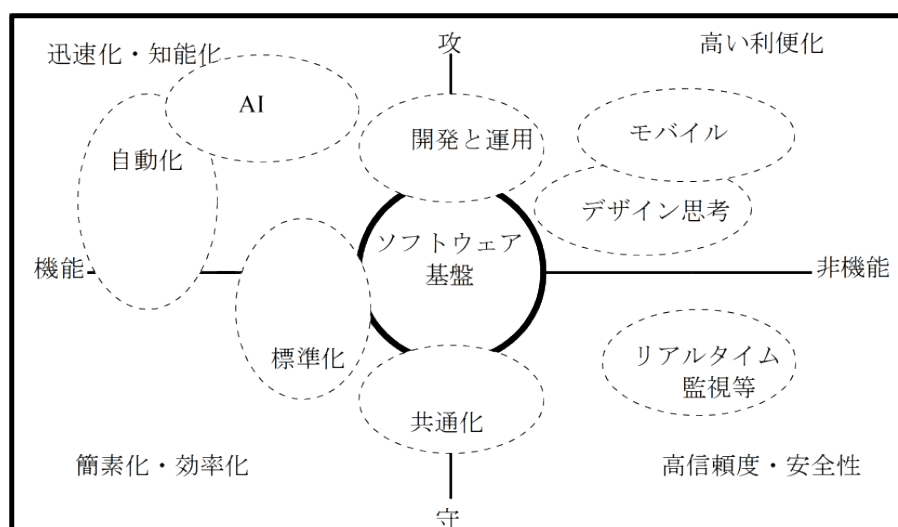 迅速化・知能化
攻
高い利便化
AI
開発と運用
モバイル
自動化
デザイン思考
ソフトウェア
基盤
機能
非機能
標準化
リアルタイム
監視等
共通化
簡素化・効率化
高信頼度・安全性
守